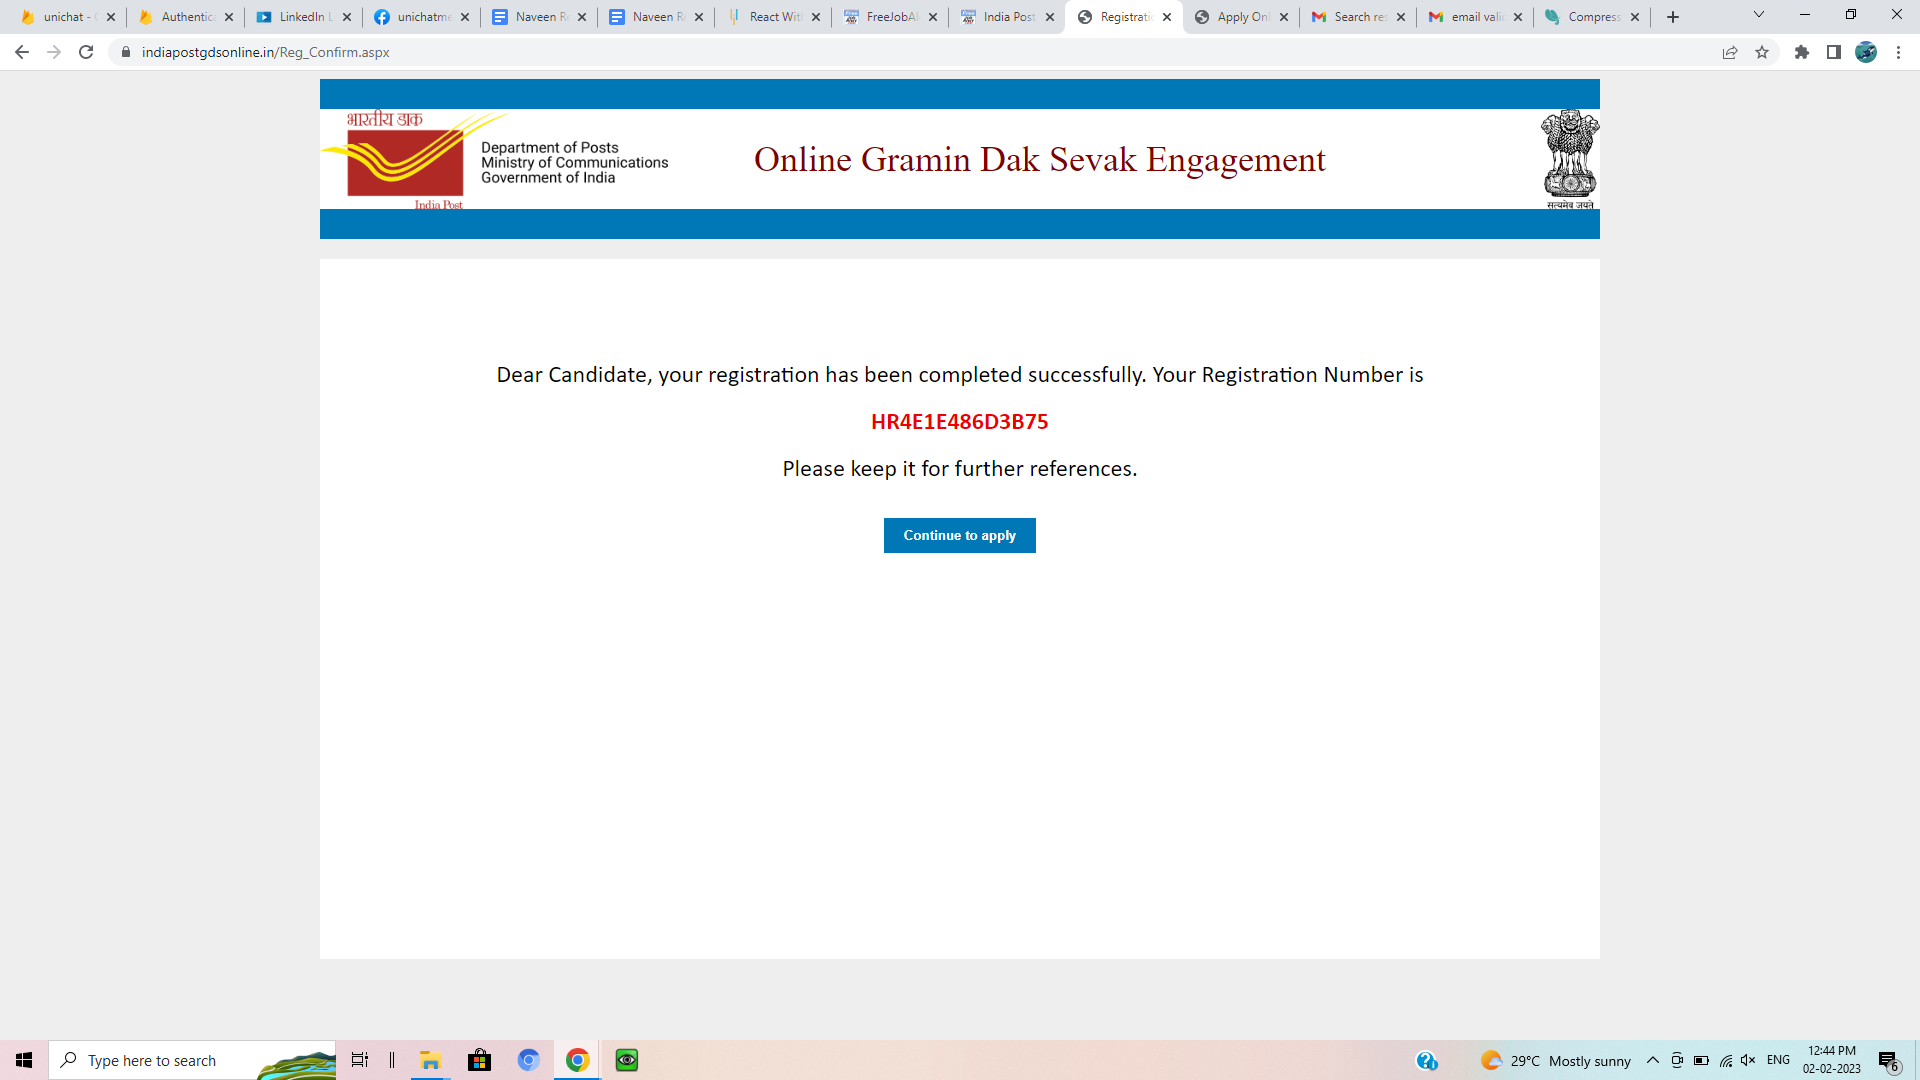 unichat - 
Authentic
LinkedIn L
unichatme
Naveen R
Naveen R
React Wit
FreeJobAl
India Post
Registrati
Apply Onl
Search res
email vali
Compress
indiapostgdsonline.in/Reg_Confirm.aspx
भारतीय डाक
Department of Posts
Ministry of Communications
Government of India
India Post
Online Gramin Dak Sevak Engagement
सत्यमेव जयते
Dear Candidate, your registration has been completed successfully. Your Registration Number is
HR4E1E486D3B75
Please keep it for further references.
Continue to apply
Type here to search
29°C Mostly sunny
ENG
12:44 PM
02-02-2023
6